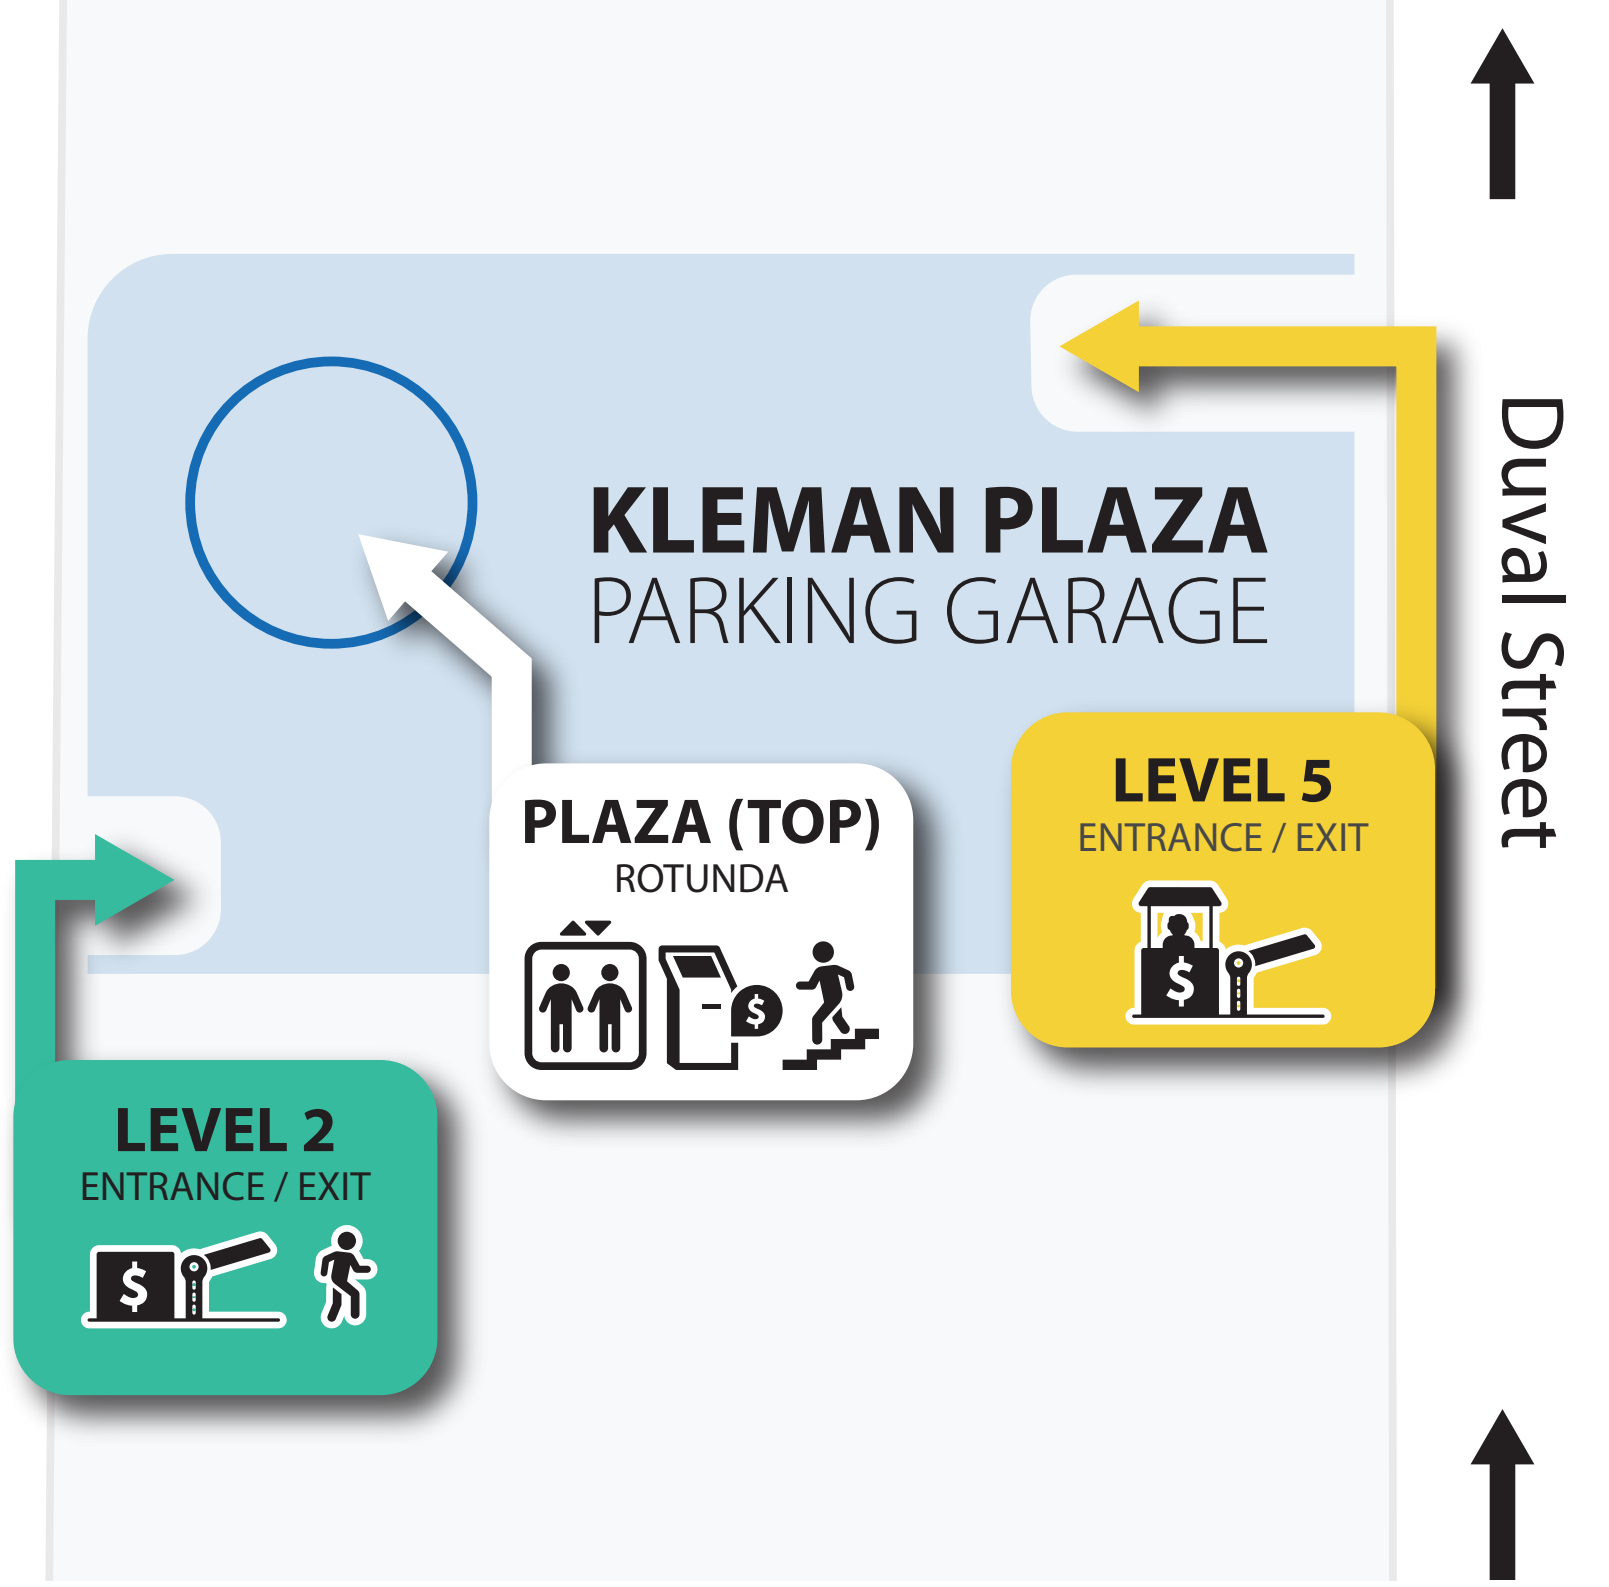 KLEMAN PLAZA
PARKING GARAGE
Duval Street
PLAZA (TOP)
ROTUNDA
$
LEVEL 5
ENTRANCE / EXIT
$
LEVEL 2
ENTRANCE / EXIT
$